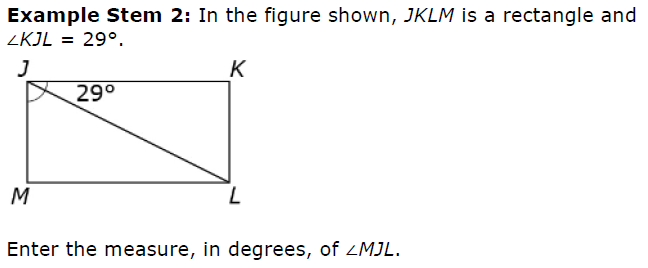 Example Stem 2: In the figure shown, JKLM is a rectangle and
∠KJL = 29°.
J K
29°
M L
Enter the measure, in degrees, of ∠MJL.